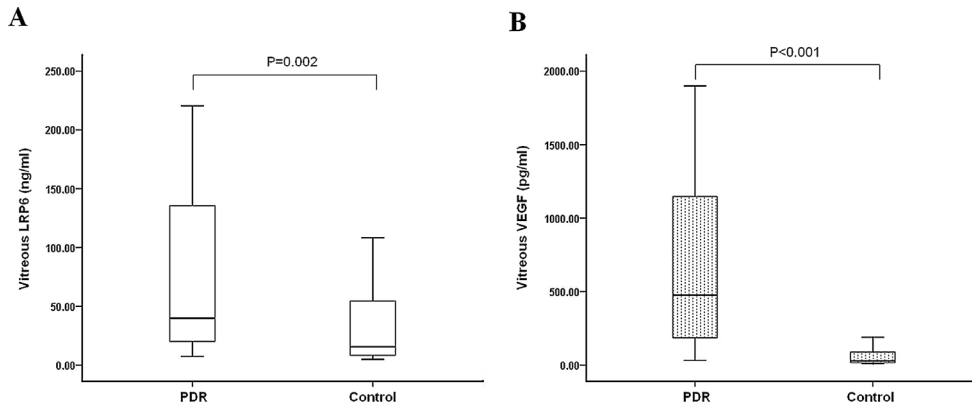 A
P=0.002
250.00
200.00
150.00
100.00
50.00
0.00
Vitreous LRP6 (ng/ml)
PDR Control
B
P<0.001
2000.00
1500.00
1000.00
500.00
0.00
Vitreous VEGF (pg/ml)
PDR Control